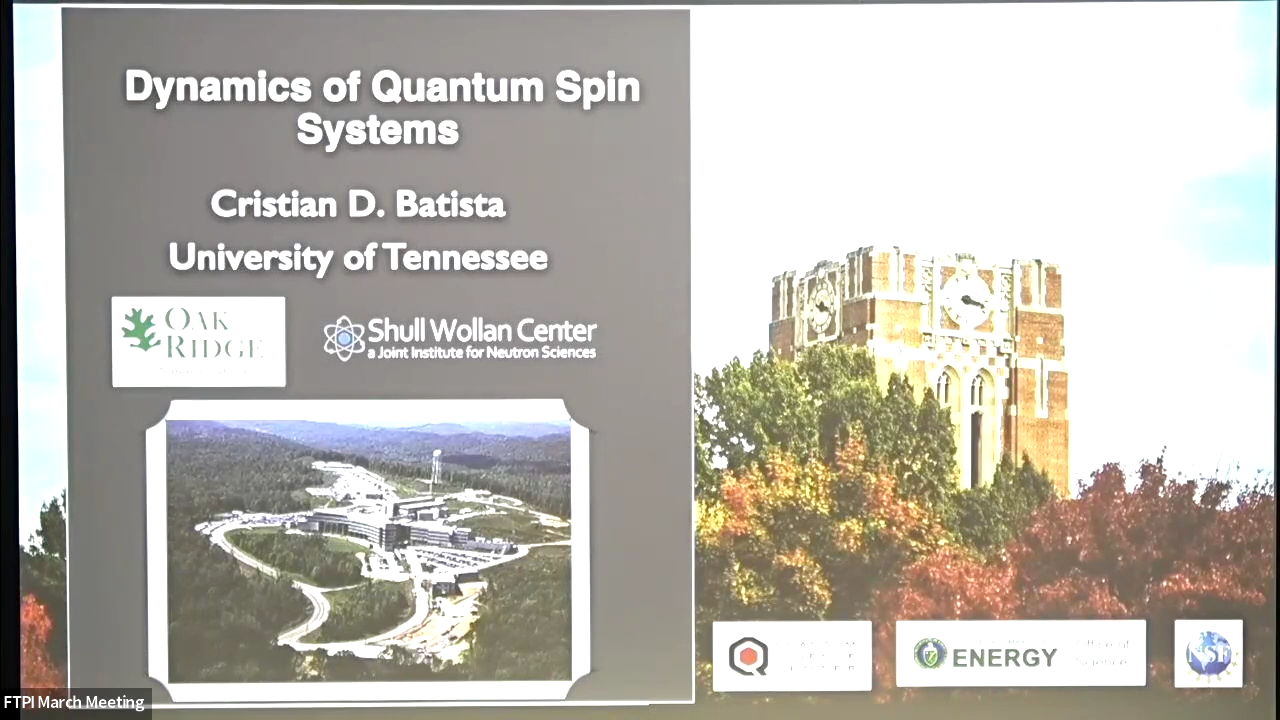 Dynamics of Quantum Spin
Systems
Cristian D. Batista
University of Tennessee
OAK
RIDGE
Shull Wollan Center
a Joint Institute for Neutron Sciences
ENERGY
NSF
FTPI March Meeting